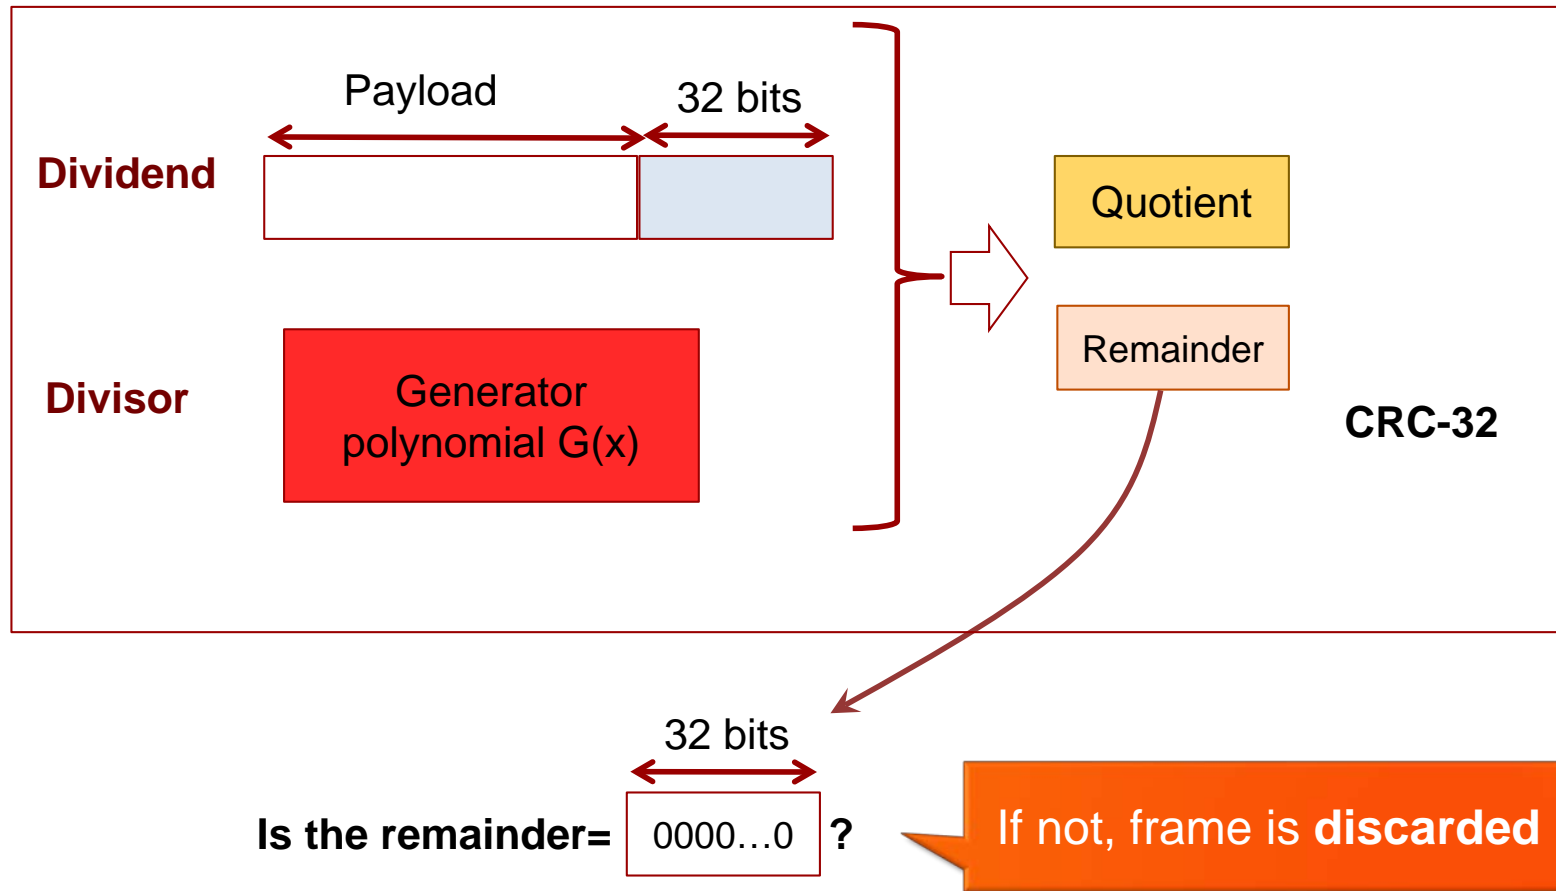 Payload
32 bits
Dividend
Quotient
Remainder
Divisor
Generator
polynomial G(x)
CRC-32
32 bits
Is the remainder= 0000...0 ?
If not, frame is discarded